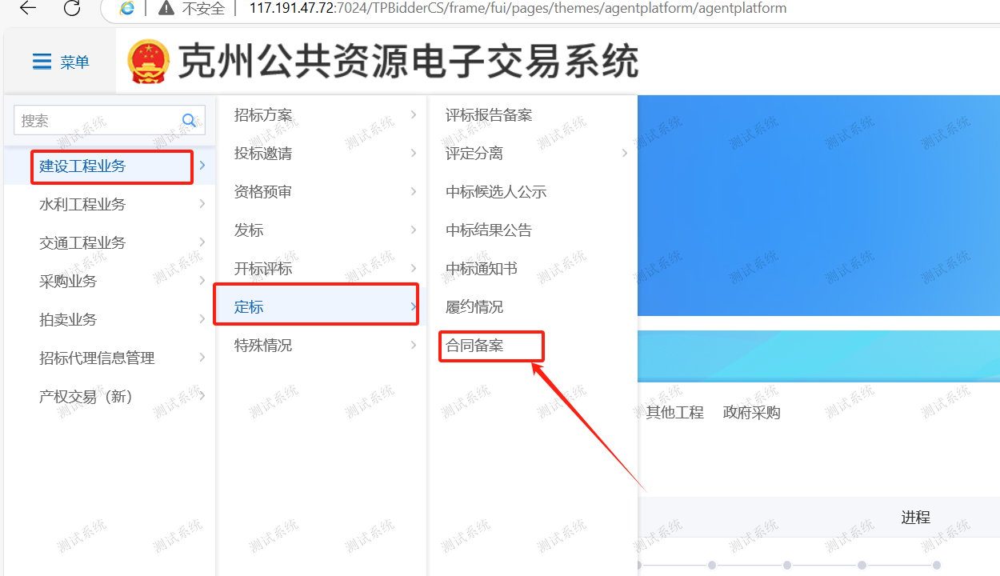 不安全 117.191.47.72:7024/TPBidderCS/frame/fui/pages/themes/agentplatform/agentplatform
菜单
克州公共资源电子交易系统
搜索
建设工程业务
水利工程业务
交通工程业务
采购业务
拍卖业务
招标代理信息管理
产权交易（新）
招标方案
投标邀请
资格预审
发标
开标评标
定标
特殊情况
评标报告备案
评定分离
中标候选人公示
中标结果公告
中标通知书
履约情况
合同备案
其他工程 政府采购
进程
测试系统